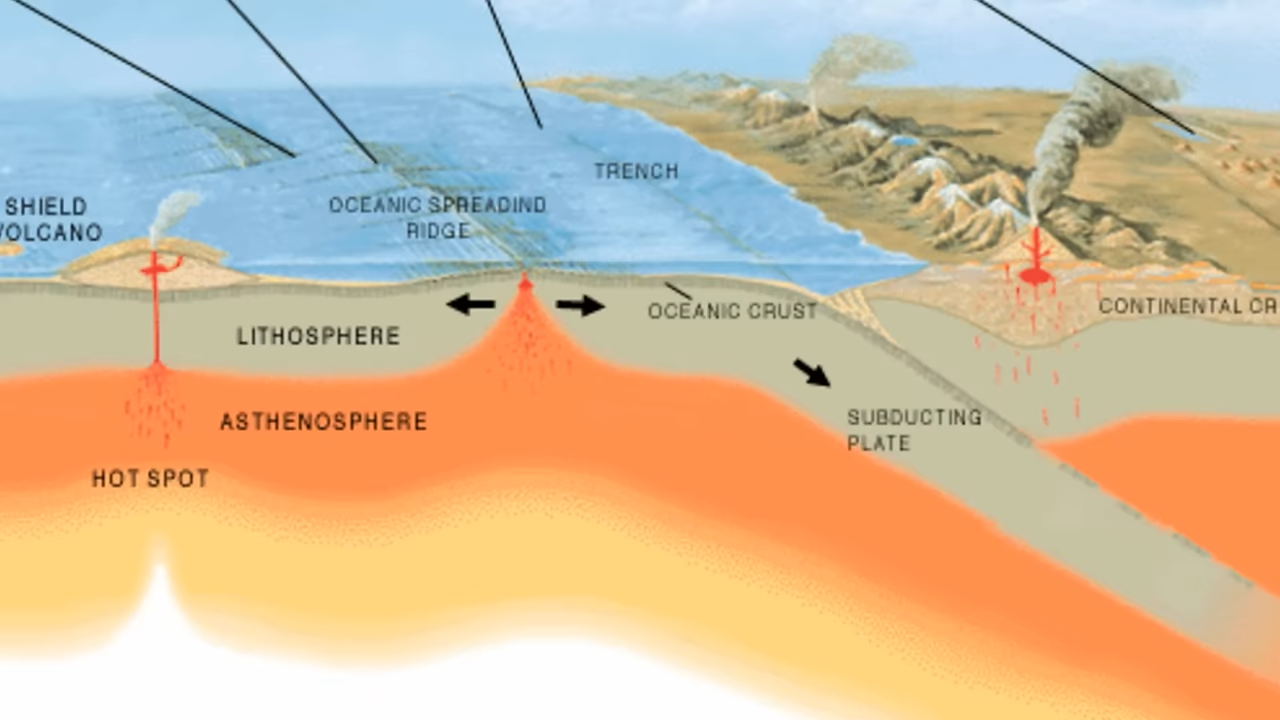 TRENCH
SHIELD
VOLCANO
OCEANIC SPREADIND
RIDGE
OCEANIC CRUST
CONTINENTAL CR
LITHOSPHERE
ASTHENOSPHERE
SUBDUCTING
PLATE
HOT SPOT